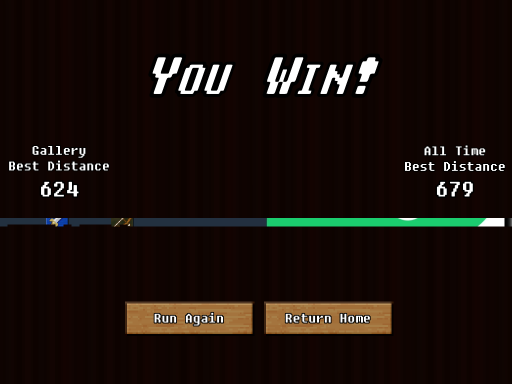 You Win!
Gallery
Best Distance
624
All Time
Best Distance
679
Run Again
Return Home